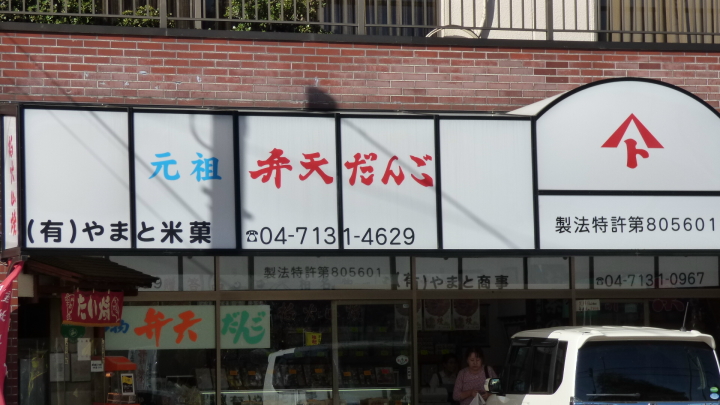 元祖 弁天だんご
(有)やまと米菓 ☎04-7131-4629
ト
製法特許第805601
製法特許第805601
(有)やまと商事
☎04-7131-0967
たい焼
弁天だんご